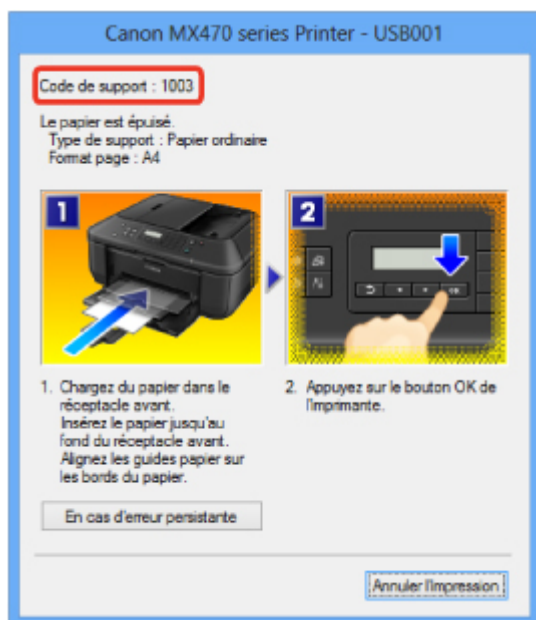 Canon MX470 series Printer - USB001
Code de support : 1003
Le papier est épuisé.
Type de support : Papier ordinaire
Format page : A4
1
2
1. Chargez du papier dans le
réceptacle avant.
Insérez le papier jusqu'au
fond du réceptacle avant.
Alignez les guides papier sur
les bords du papier.
2. Appuyez sur le bouton OK de
l'imprimante.
En cas d'erreur persistante
Annuler l'impression